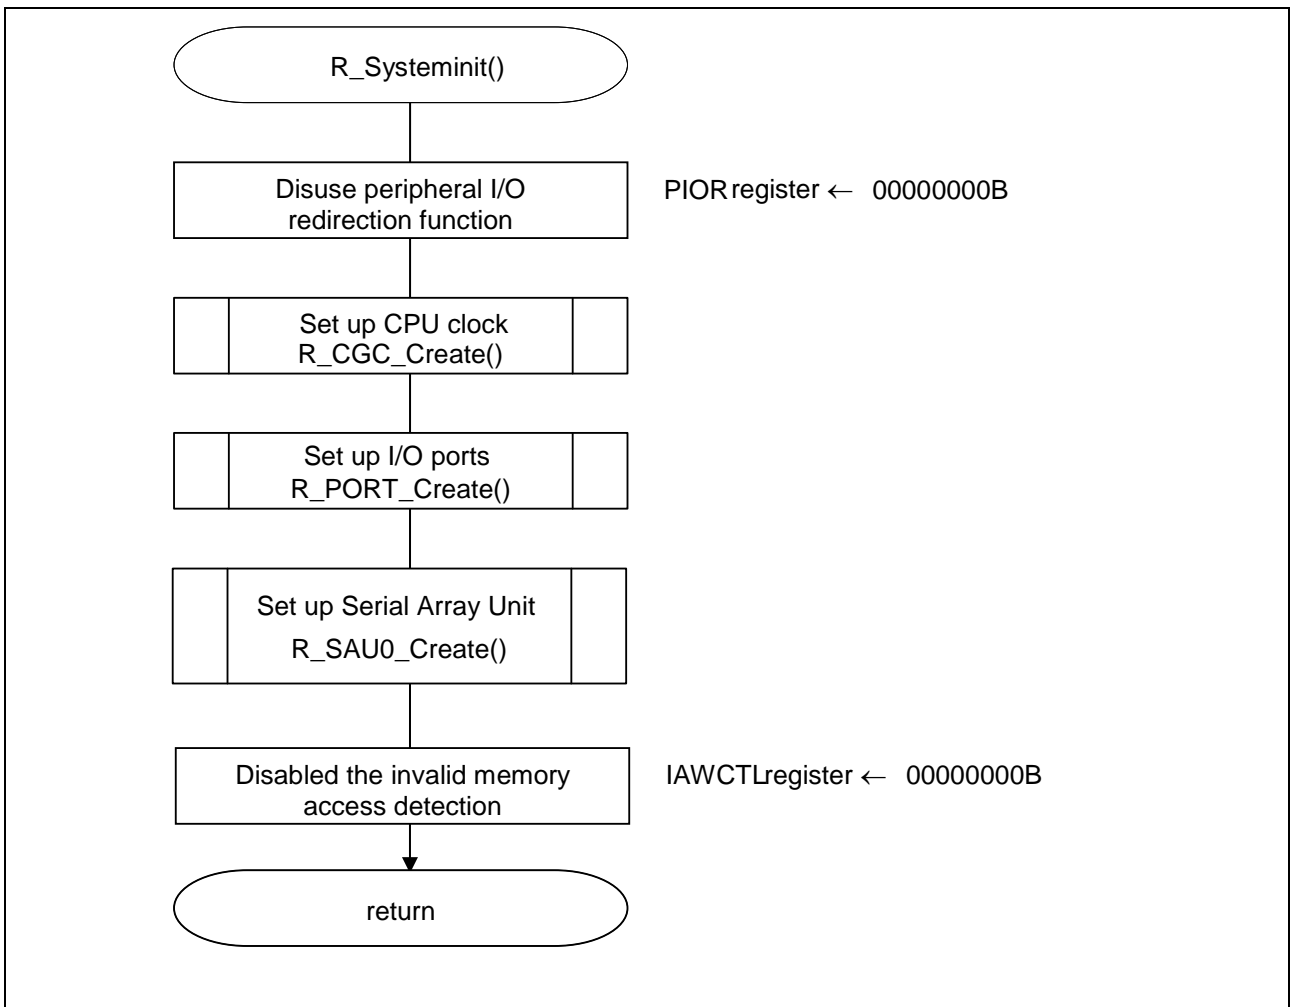 R_Systeminit()
Disuse peripheral I/O
redirection function
PIOR register ← 00000000B
Set up CPU clock
R_CGC_Create()
Set up I/O ports
R_PORT_Create()
Set up Serial Array Unit
R_SAU0_Create()
Disabled the invalid memory
access detection
IAWCTLregister ← 00000000B
return